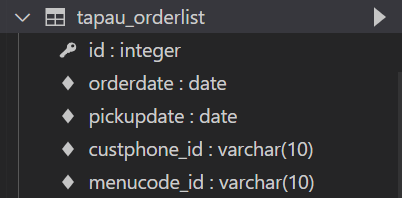 tapau_orderlist
id : integer
orderdate : date
pickupdate : date
custphone_id : varchar(10)
menucode_id : varchar(10)